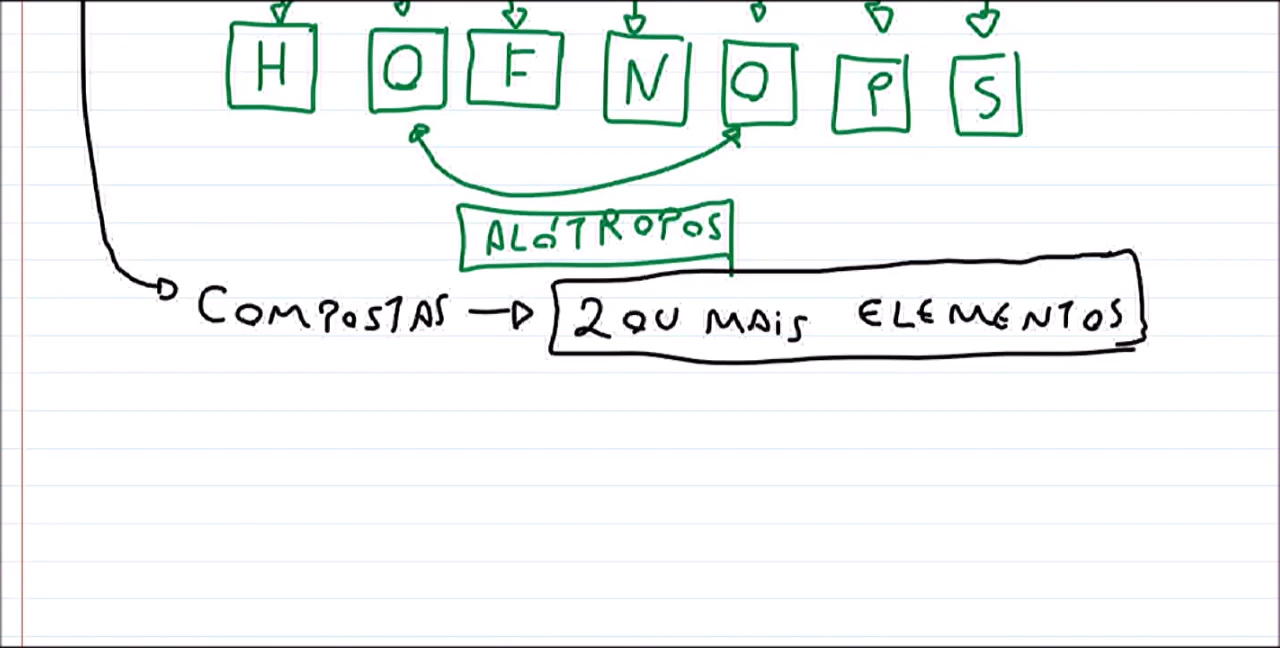 H O F N O P S
ALÓTROPOS
COMPOSTAS → 2 OU MAIS ELEMENTOS